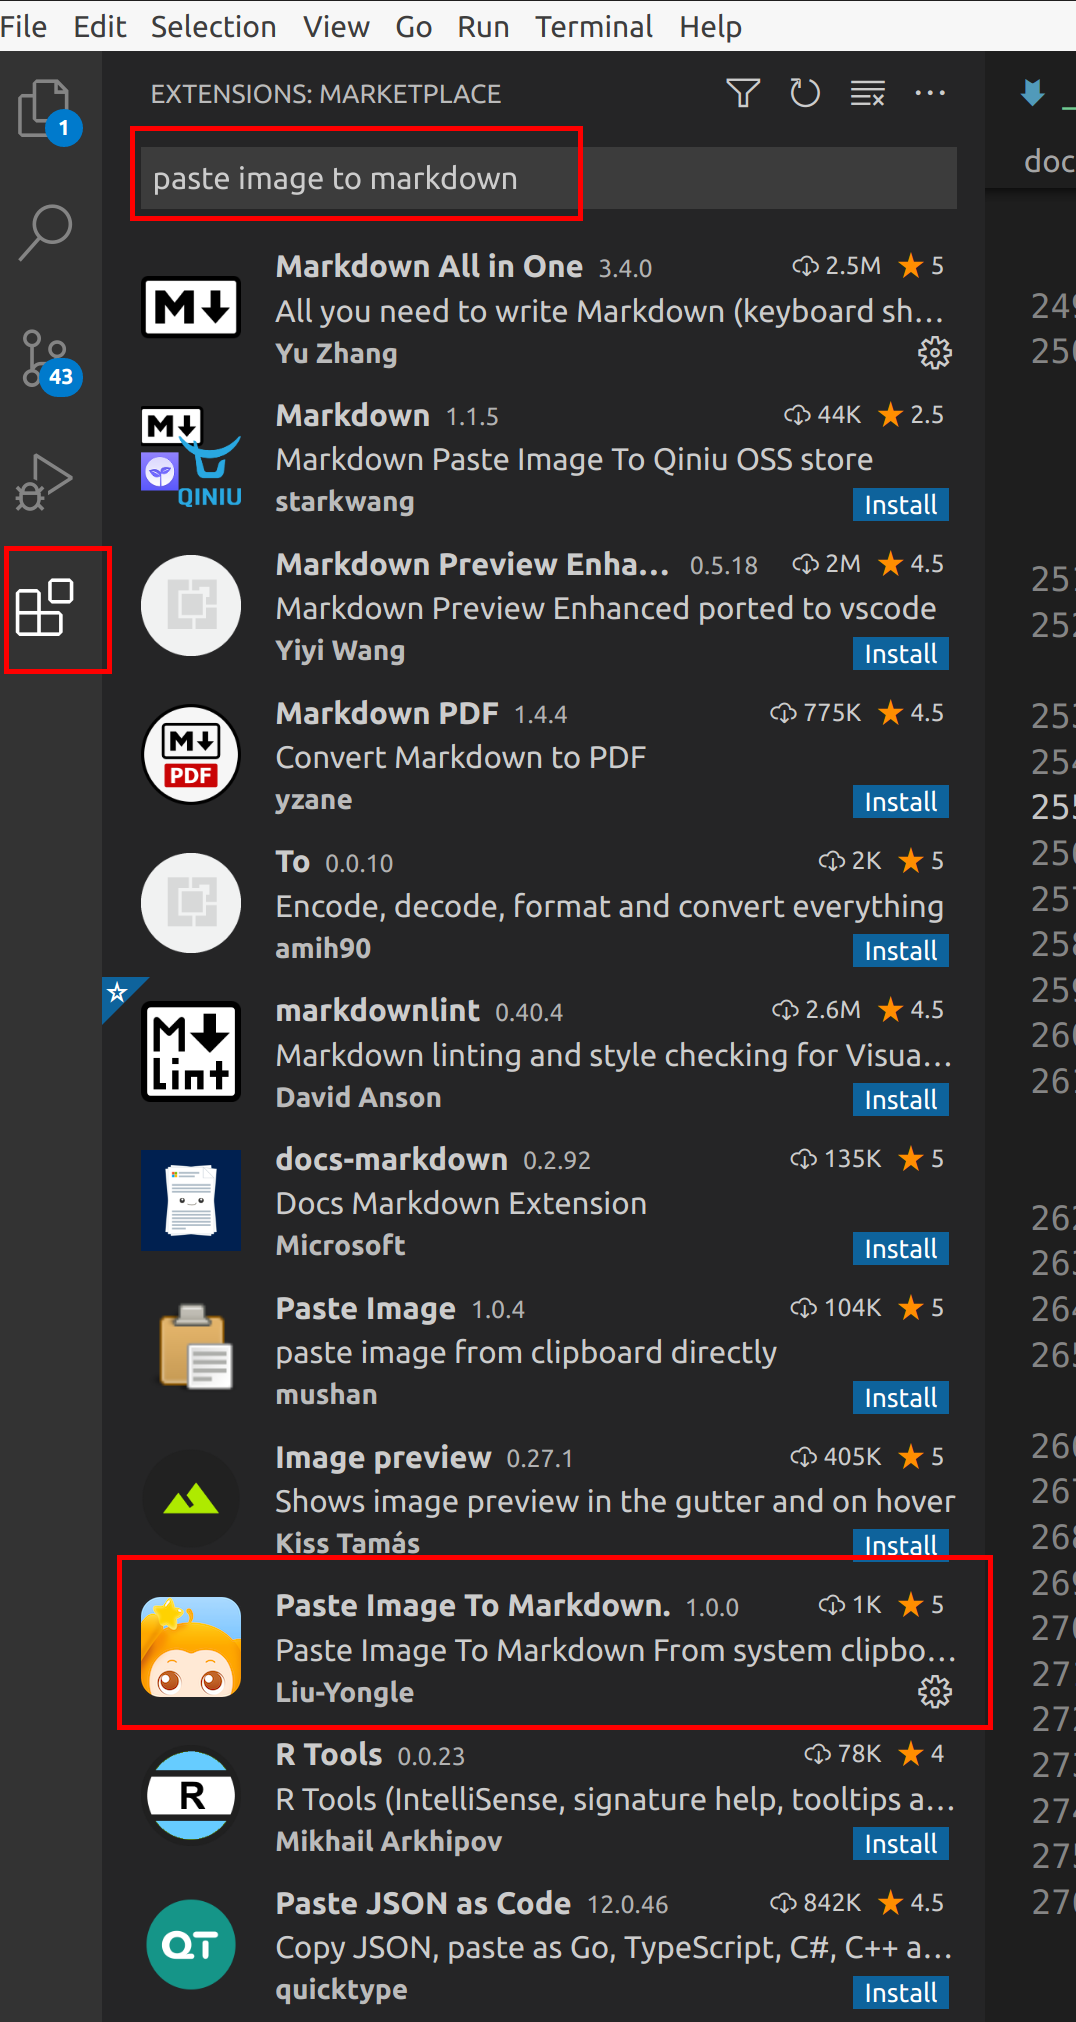 File Edit Selection View Go Run Terminal Help
EXTENSIONS: MARKETPLACE
1
paste image to markdown
doc
Markdown All in One 3.4.0 2.5M 5
All you need to write Markdown (keyboard sh...
Yu Zhang
M
43
Markdown 1.1.5 44K 2.5
Markdown Paste Image To Qiniu OSS store
starkwang
Install
M
QINIU
Markdown Preview Enha... 0.5.18 2M 4.5
Markdown Preview Enhanced ported to vscode
Yiyi Wang
Install
Markdown PDF 1.4.4 775K 4.5
Convert Markdown to PDF
yzane
Install
M
PDF
To 0.0.10 2K 5
Encode, decode, format and convert everything
amih90
Install
markdownlint 0.40.4 2.6M 4.5
Markdown linting and style checking for Visua...
David Anson
Install
M
lint
docs-markdown 0.2.92 135K 5
Docs Markdown Extension
Microsoft
Install
Paste Image 1.0.4 104K 5
paste image from clipboard directly
mushan
Install
Image preview 0.27.1 405K 5
Shows image preview in the gutter and on hover
Kiss Tamás
Install
Paste Image To Markdown. 1.0.0 1K 5
Paste Image To Markdown From system clipbo...
Liu-Yongle
R Tools 0.0.23 78K 4
R Tools (IntelliSense, signature help, tooltips a...
Mikhail Arkhipov
Install
R
Paste JSON as Code 12.0.46 842K 4.5
Copy JSON, paste as Go, TypeScript, C#, C++ a...
quicktype
Install
QT
255
258
265